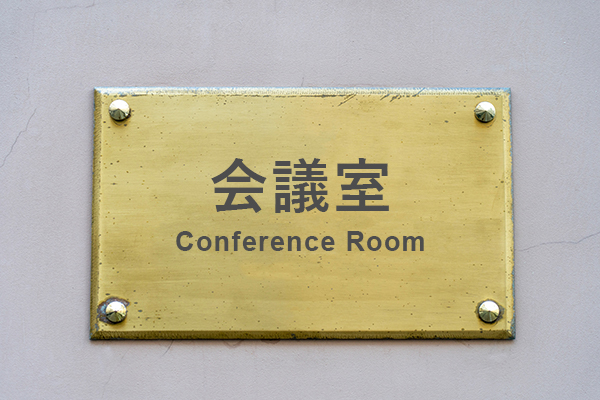 会議室
Conference Room